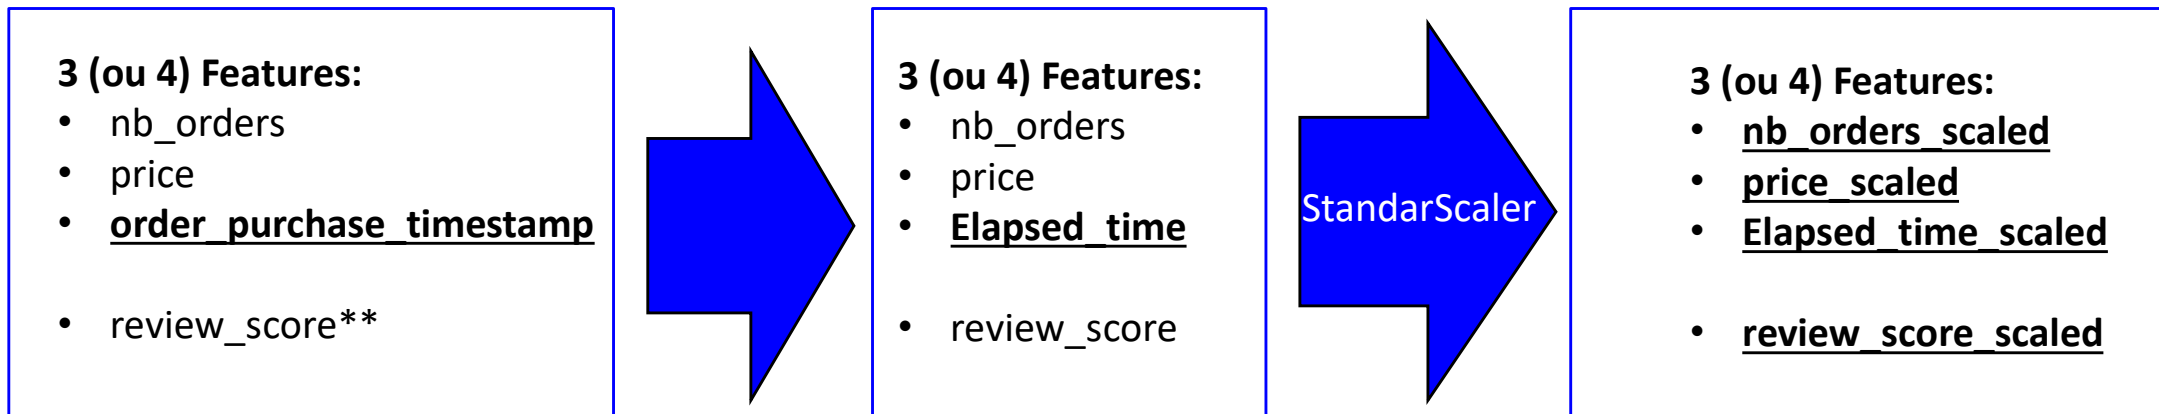 3 (ou 4) Features:
• nb_orders
• price
• order_purchase_timestamp
• review_score**
3 (ou 4) Features:
• nb_orders
• price
• Elapsed_time
• review_score
StandarScaler
3 (ou 4) Features:
• nb_orders_scaled
• price_scaled
• Elapsed_time_scaled
• review_score_scaled